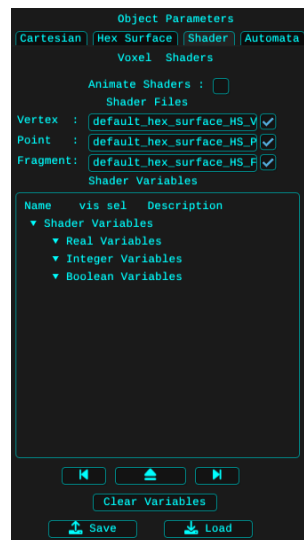 Object Parameters
Cartesian Hex Surface Shader Automata
Voxel Shaders
Animate Shaders :
Shader Files
Vertex : default_hex_surface_HS_V
Point : default_hex_surface_HS_P
Fragment: default_hex_surface_HS_F
Shader Variables
Name vis sel Description
Shader Variables
Real Variables
Integer Variables
Boolean Variables
Clear Variables
Save Load